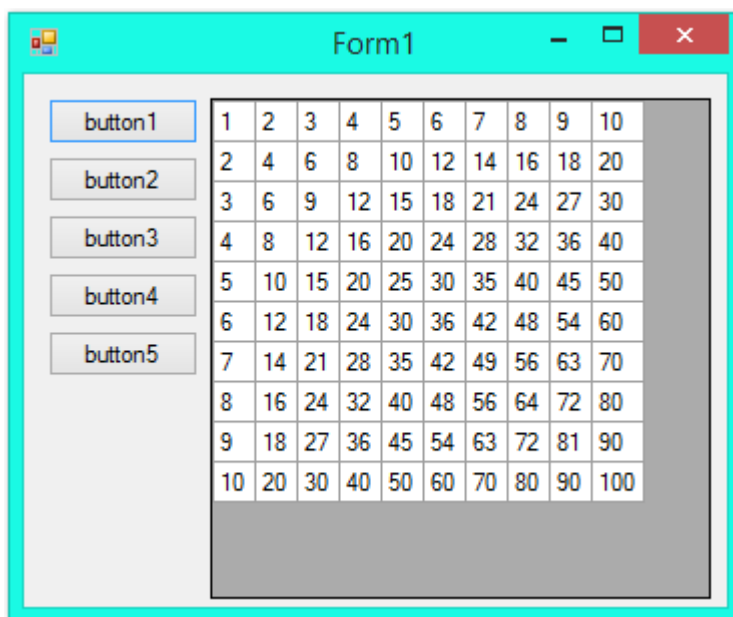 Form1
button1
button2
button3
button4
button5
1 2 3 4 5 6 7 8 9 10
2 4 6 8 10 12 14 16 18 20
3 6 9 12 15 18 21 24 27 30
4 8 12 16 20 24 28 32 36 40
5 10 15 20 25 30 35 40 45 50
6 12 18 24 30 36 42 48 54 60
7 14 21 28 35 42 49 56 63 70
8 16 24 32 40 48 56 64 72 80
9 18 27 36 45 54 63 72 81 90
10 20 30 40 50 60 70 80 90 100